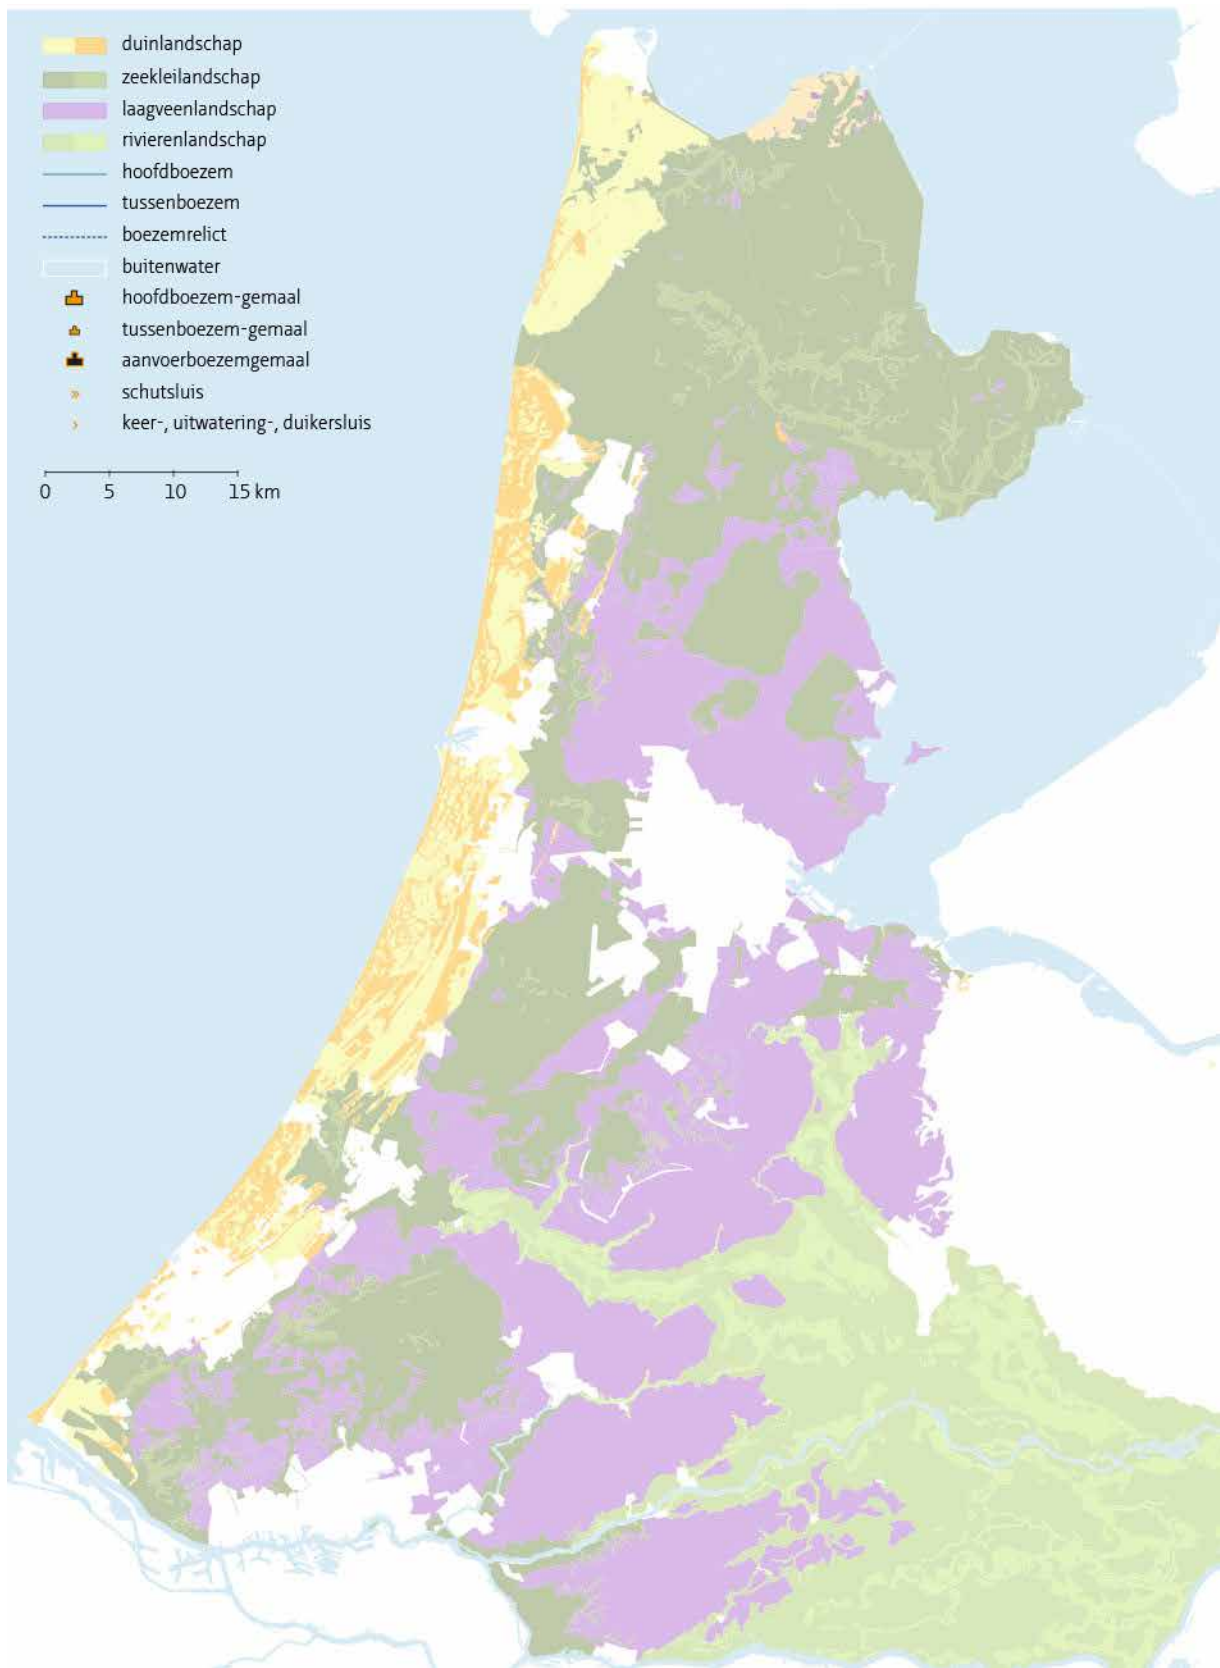 duinlandschap
zeekleilandschap
laagveenlandschap
rivierenlandschap
hoofdboezem
tussenboezem
boezemrelict
buitenwater
hoofdboezem-gemaal
tussenboezem-gemaal
aanvoerboezemgemaal
schutsluis
keer-, uitwatering-, duikersluis
0 5 10 15 km